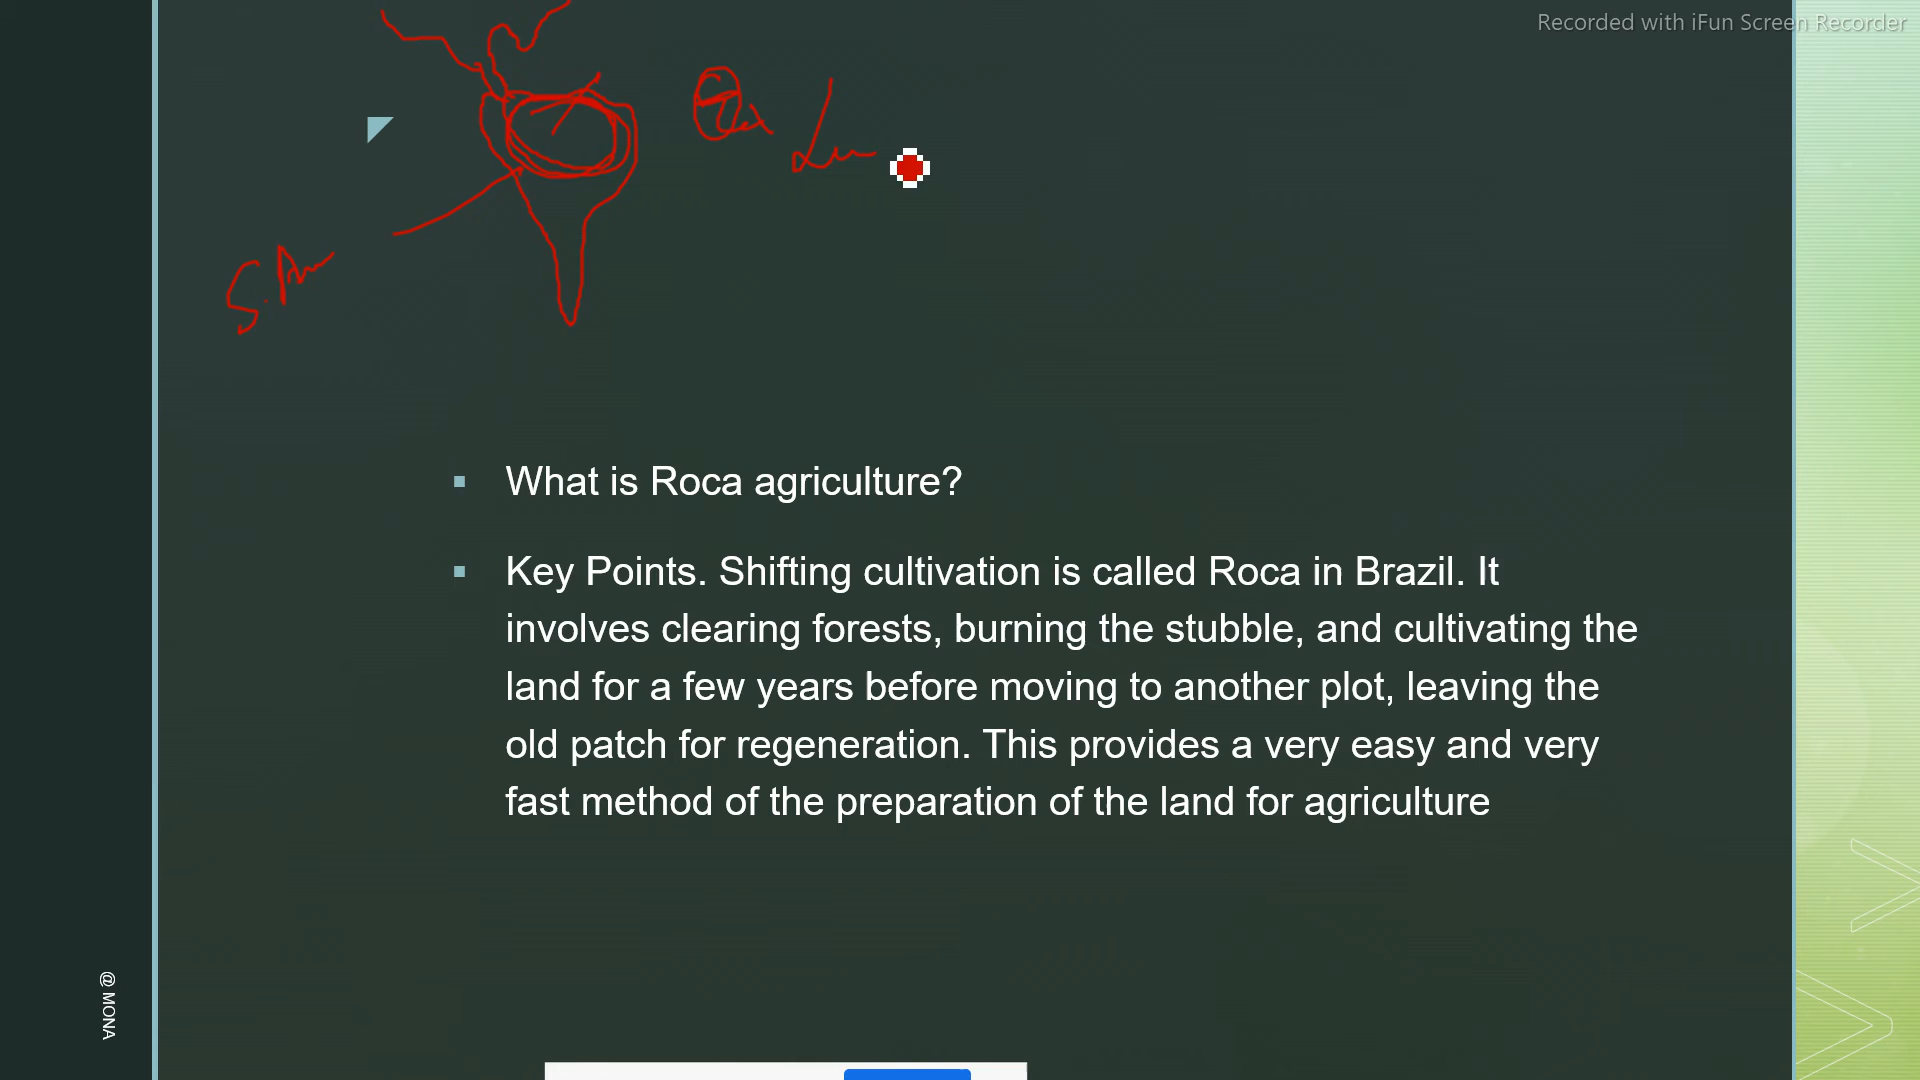 Recorded with iFun Screen Recorder
What is Roca agriculture?
Key Points. Shifting cultivation is called Roca in Brazil. It
involves clearing forests, burning the stubble, and cultivating the
land for a few years before moving to another plot, leaving the
old patch for regeneration. This provides a very easy and very
fast method of the preparation of the land for agriculture
@ MONA